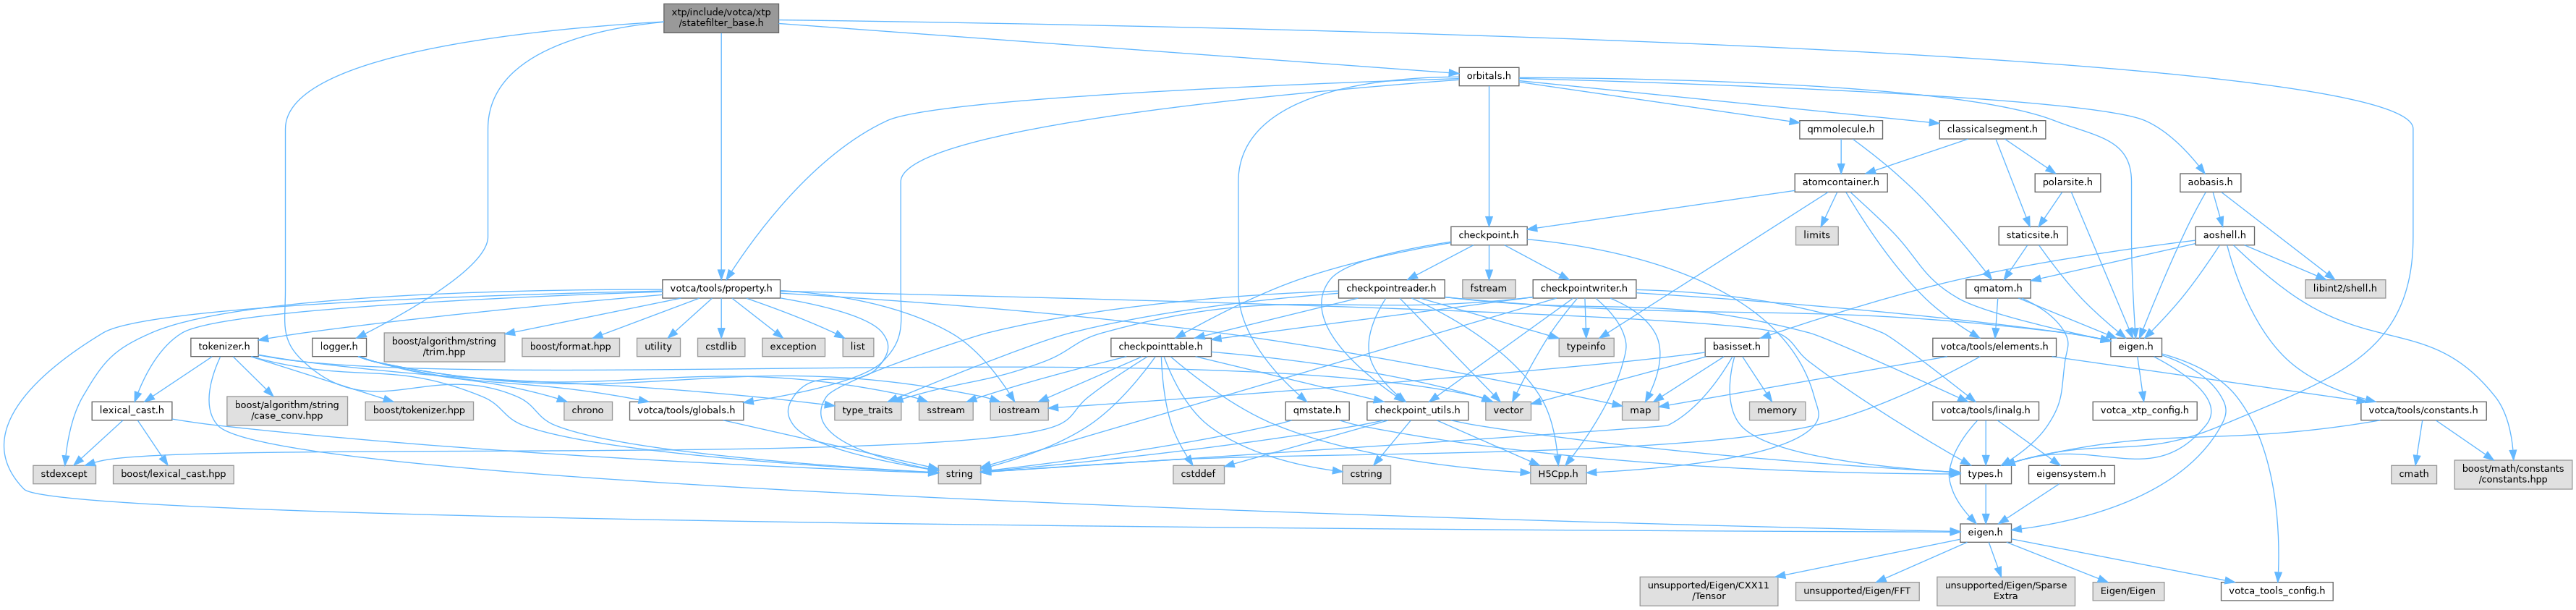 xtp/include/votca/xtp
/statefilter_base.h
orbitals.h
qmmolecule.h
classicalsegment.h
atomcontainer.h
polarsite.h
aobasis.h
checkpoint.h
limits
staticsite.h
aoshell.h
votca/tools/property.h
checkpointreader.h
fstream
checkpointwriter.h
qmatom.h
libint2/shell.h
tokenizer.h
logger.h
boost/algorithm/string
/trim.hpp
boost/format.hpp
utility
cstdlib
exception
list
checkpointtable.h
typeinfo
basisset.h
votca/tools/elements.h
eigen.h
lexical_cast.h
boost/algorithm/string
/case_conv.hpp
boost/tokenizer.hpp
chrono
votca/tools/globals.h
type_traits
sstream
iostream
qmstate.h
checkpoint_utils.h
vector
map
memory
votca/tools/linalg.h
votca_xtp_config.h
votca/tools/constants.h
stdexcept
boost/lexical_cast.hpp
string
cstddef
cstring
H5Cpp.h
types.h
eigensystem.h
cmath
boost/math/constants
/constants.hpp
eigen.h
unsupported/Eigen/CXX11
/Tensor
unsupported/Eigen/FFT
unsupported/Eigen/Sparse
Extra
Eigen/Eigen
votca_tools_config.h